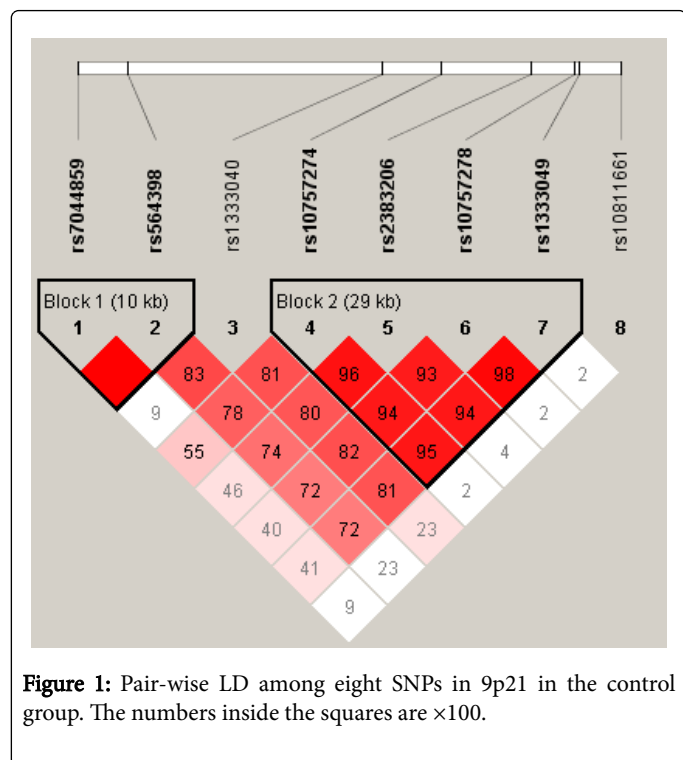 rs7044859
rs564398
rs1333040
rs10757274
rs2383206
rs10757278
rs1333049
rs10811661
Block 1 (10 kb)
Block 2 (29 kb)
1 2 3 4 5 6 7 8
83 81 96 93 98 2
9 78 80 94 94 2
55 74 82 95 4
46 72 81 2
40 72 23
41 23
9
Figure 1: Pair-wise LD among eight SNPs in 9p21 in the control
group. The numbers inside the squares are ×100.